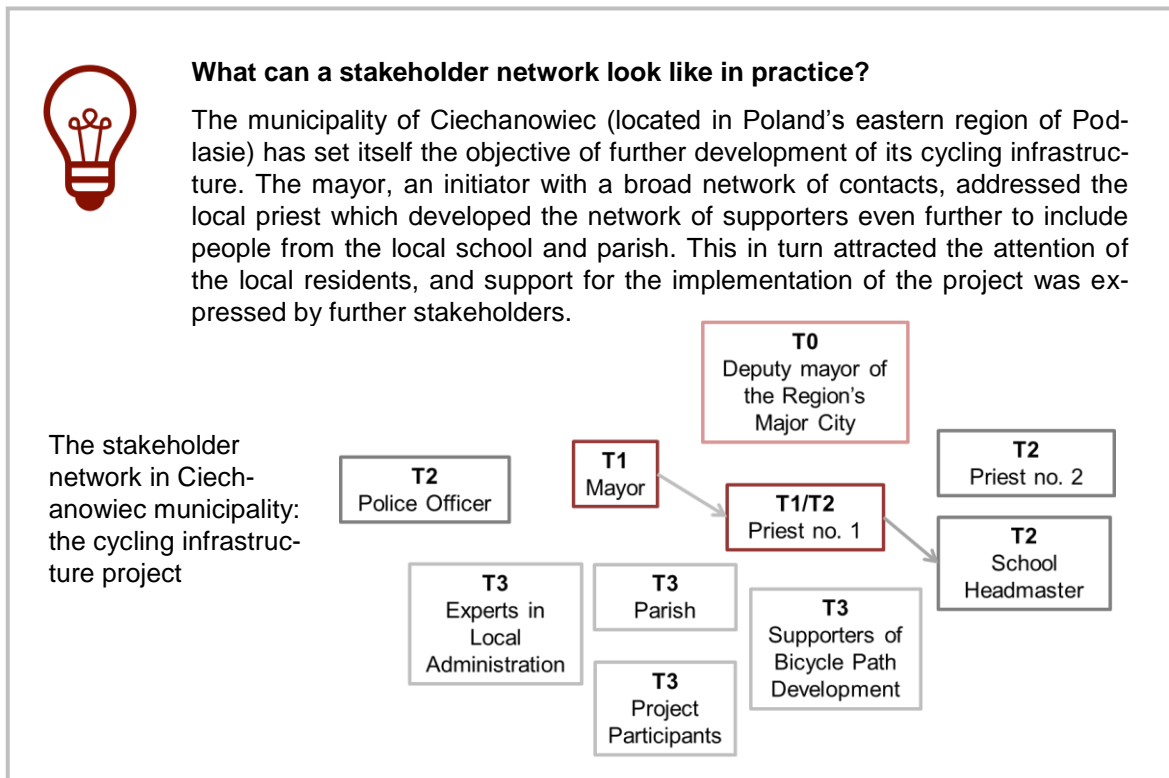 What can a stakeholder network look like in practice?
The municipality of Ciechanowiec (located in Poland's eastern region of Pod-
lasie) has set itself the objective of further development of its cycling infrastruc-
ture. The mayor, an initiator with a broad network of contacts, addressed the
local priest which developed the network of supporters even further to include
people from the local school and parish. This in turn attracted the attention of
the local residents, and support for the implementation of the project was ex-
pressed by further stakeholders.
The stakeholder
network in Ciech-
anowiec municipality:
the cycling infrastruc-
ture project
T0
Deputy mayor of
the Region's
Major City
T2
Police Officer
T1
Mayor
T1/T2
Priest no. 1
T2
Priest no. 2
T2
School
Headmaster
T3
Experts in
Local
Administration
T3
Parish
T3
Supporters of
Bicycle Path
Development
T3
Project
Participants